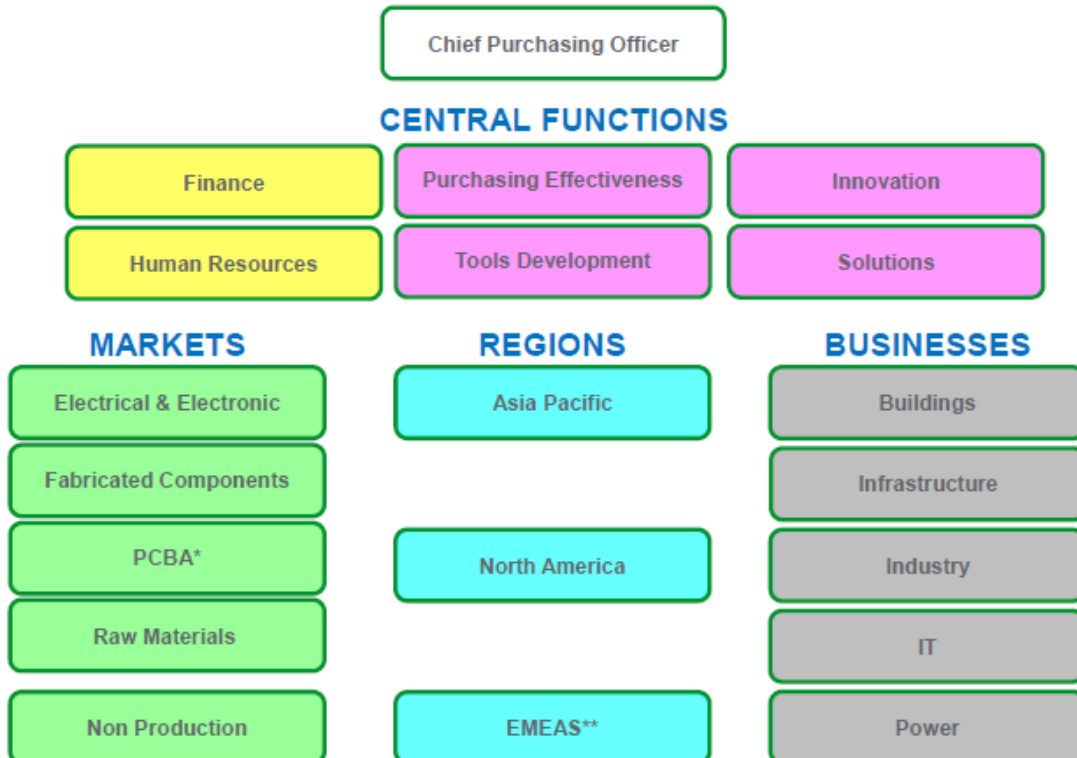 Chief Purchasing Officer
CENTRAL FUNCTIONS
Finance
Purchasing Effectiveness
Innovation
Human Resources
Tools Development
Solutions
MARKETS
REGIONS
BUSINESSES
Electrical & Electronic
Asia Pacific
Buildings
Fabricated Components
Infrastructure
PCBA*
North America
Industry
Raw Materials
IT
Non Production
EMEAS**
Power